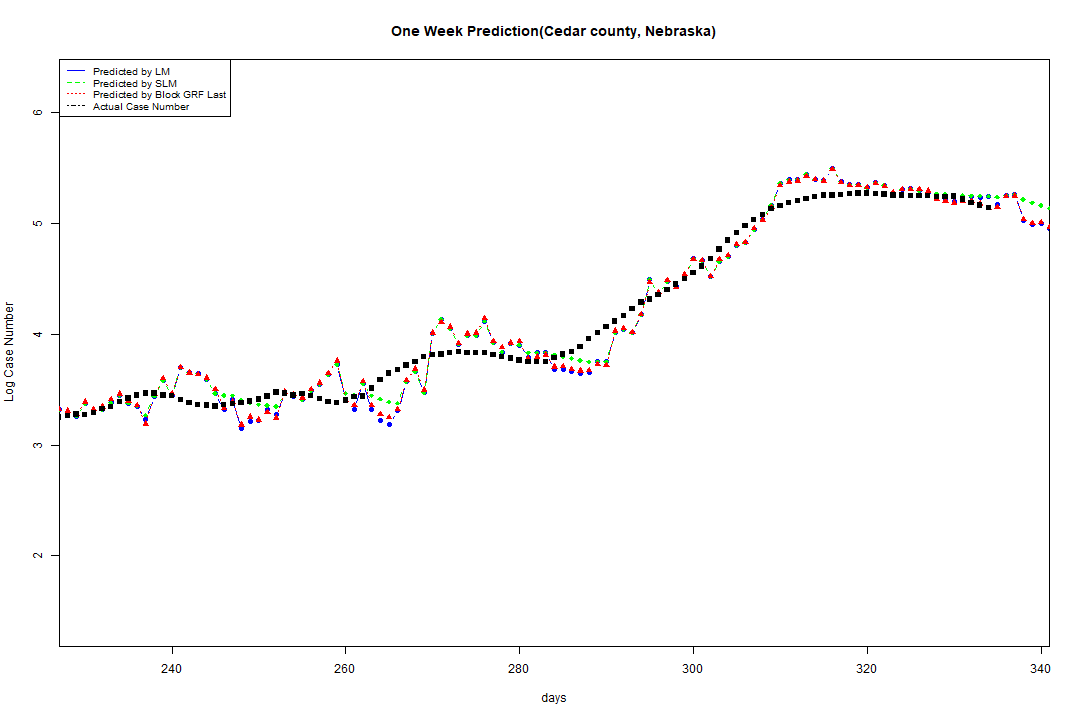 One Week Prediction(Cedar county, Nebraska)
Predicted by LM
Predicted by SLM
Predicted by Block GRF Last
Actual Case Number
6
5
4
3
2
Log Case Number
240 260 280 300 320 340
days